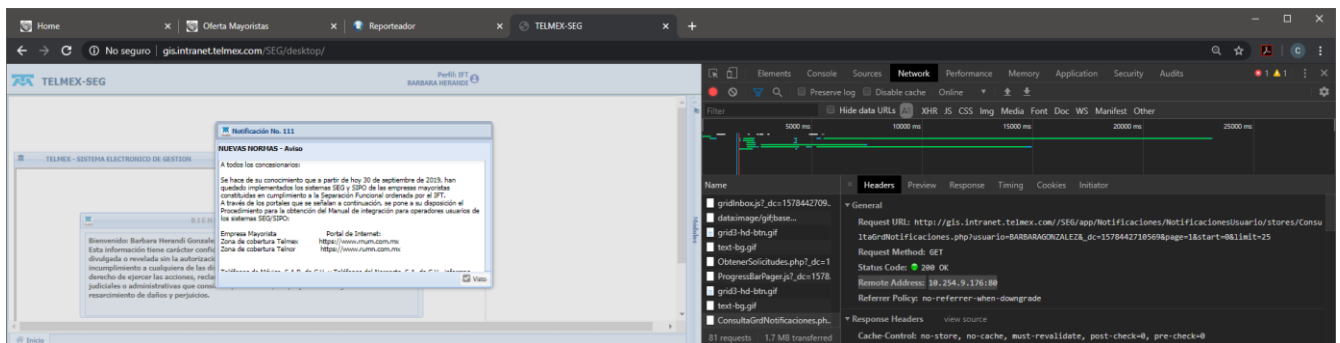 Home
Oferta Mayoristas
Reporteador
TELMEX-SEG
No seguro | gis.intranet.telmex.com/SEG/desktop/
TELMEX-SEG
Perfil: IFT
BARBARA HERANDI
Notificación No. 111
NUEVAS NORMAS - Aviso
A todos los concesionarios:
Se hace de su conocimiento que a partir de hoy 30 de septiembre de 2019, han
quedado implementados los sistemas SEG y SIPO de las empresas mayoristas
constituidas en cumplimiento a la Separación Funcional ordenada por el IFT.
A través de los portales que se señalan a continuación, se pone a su disposición el
Procedimiento para la obtención del Manual de integración para operadores usuarios de
los sistemas SEG/SIPO:
Empresa Mayorista Portal de Internet:
Zona de cobertura Telmex https://www.rnum.com.mx
Zona de cobertura Telnor https://www.rumn.com.mx
Visto
TELMEX - SISTEMA ELECTRONICO DE GESTION
BIEN
Bienvenido: Barbara Herandi Gonzale
Esta información tiene carácter confic
divulgada o revelada sin la autorizació
incumplimiento a cualquiera de las di
derecho de ejercer las acciones, recla
judiciales o administrativas que cons
resarcimiento de daños y perjuicios.
Módulos
Inicio
Elements Console Sources Network Performance Memory Application Security Audits 1 1
Preserve log Disable cache Online
Filter Hide data URLs All XHR JS CSS Img Media Font Doc WS Manifest Other
5000 ms 10000 ms 15000 ms 20000 ms 25000 ms
Name
gridInbox.js?_dc=1578442709..
data:image/gif;base...
grid3-hd-btn.gif
text-bg.gif
ObtenerSolicitudes.php?_dc=1
ProgressBarPager.js?_dc=1578.
grid3-hd-btn.gif
text-bg.gif
ConsultaGrdNotificaciones.ph..
81 requests 1.7 MB transferred
Headers Preview Response Timing Cookies Initiator
General
Request URL: http://gis.intranet.telmex.com//SEG/app/Notificaciones/NotificacionesUsuario/stores/Consu
ltaGrdNotificaciones.php?usuario=BARBARAGONZALEZ&_dc=1578442710569&page=1&start=0&limit=25
Request Method: GET
Status Code: 200 OK
Remote Address: 10.254.9.176:80
Referrer Policy: no-referrer-when-downgrade
Response Headers view source
Cache-Control: no-store, no-cache, must-revalidate, post-check=0, pre-check=0